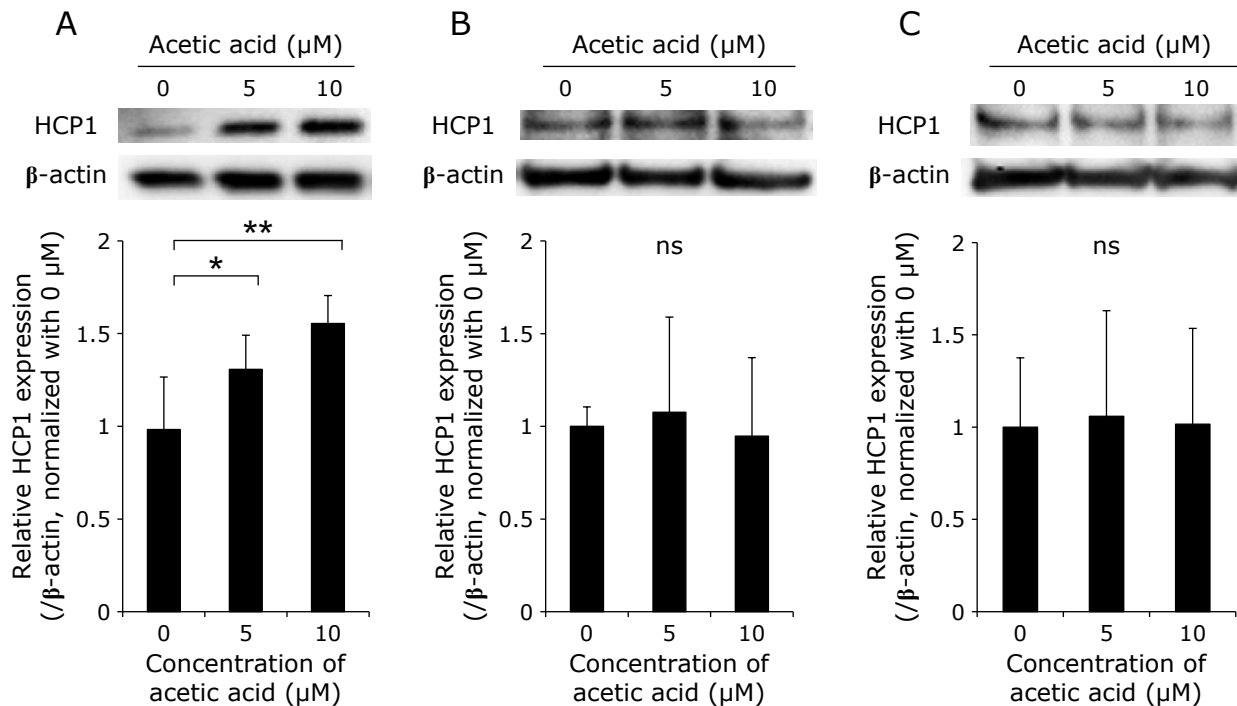 A
Acetic acid (µM)
0 5 10
HCP1
β-actin
** 
*
Relative HCP1 expression
(/β-actin, normalized with 0 µM)
2
1.5
1
0.5
0
0 5 10
Concentration of
acetic acid (µM)
B
Acetic acid (µM)
0 5 10
HCP1
β-actin
ns
Relative HCP1 expression
(/β-actin, normalized with 0 µM)
2
1.5
1
0.5
0
0 5 10
Concentration of
acetic acid (µM)
C
Acetic acid (µM)
0 5 10
HCP1
β-actin
ns
Relative HCP1 expression
(/β-actin, normalized with 0 µM)
2
1.5
1
0.5
0
0 5 10
Concentration of
acetic acid (µM)